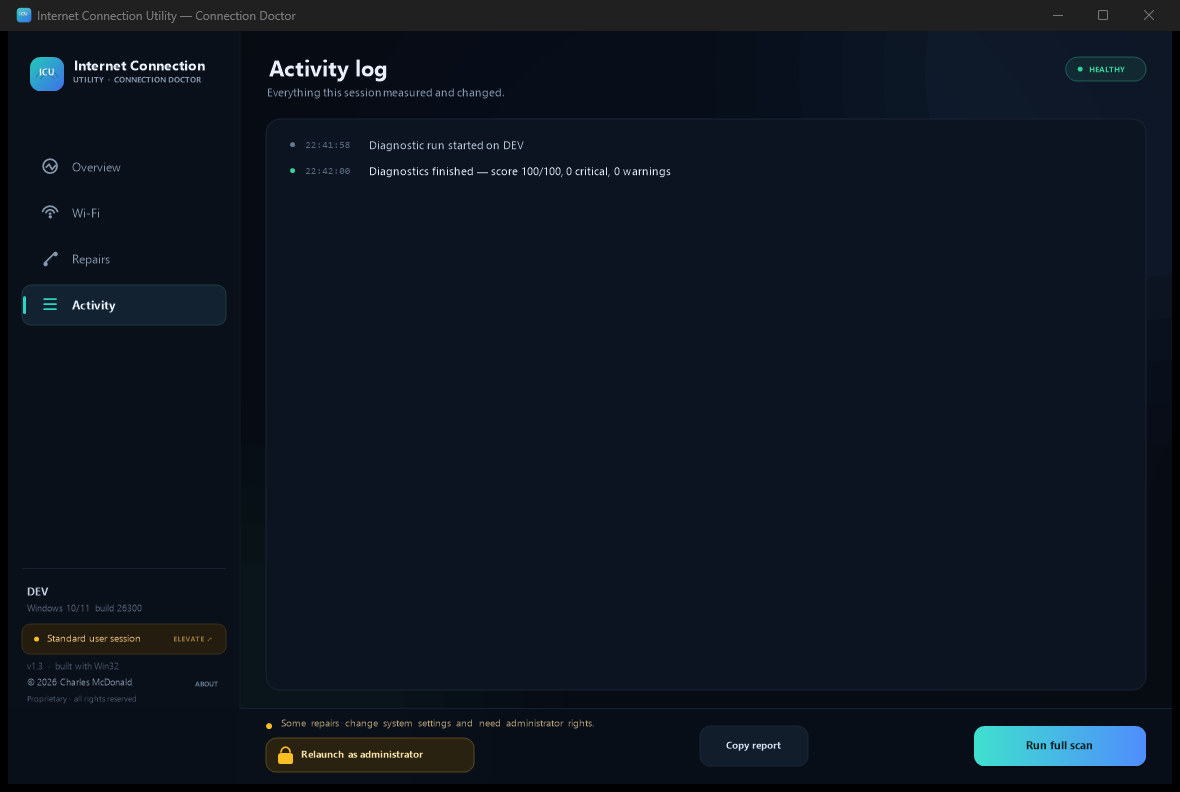 Internet Connection Utility — Connection Doctor
ICU
Internet Connection
UTILITY · CONNECTION DOCTOR
Overview
Wi-Fi
Repairs
Activity
DEV
Windows 10/11 build 26300
Standard user session
ELEVATE ↗
v1.3 · built with Win32
© 2026 Charles McDonald
ABOUT
Proprietary · all rights reserved
Activity log
Everything this session measured and changed.
HEALTHY
22:41:58 Diagnostic run started on DEV
22:42:00 Diagnostics finished — score 100/100, 0 critical, 0 warnings
Some repairs change system settings and need administrator rights.
Relaunch as administrator
Copy report
Run full scan